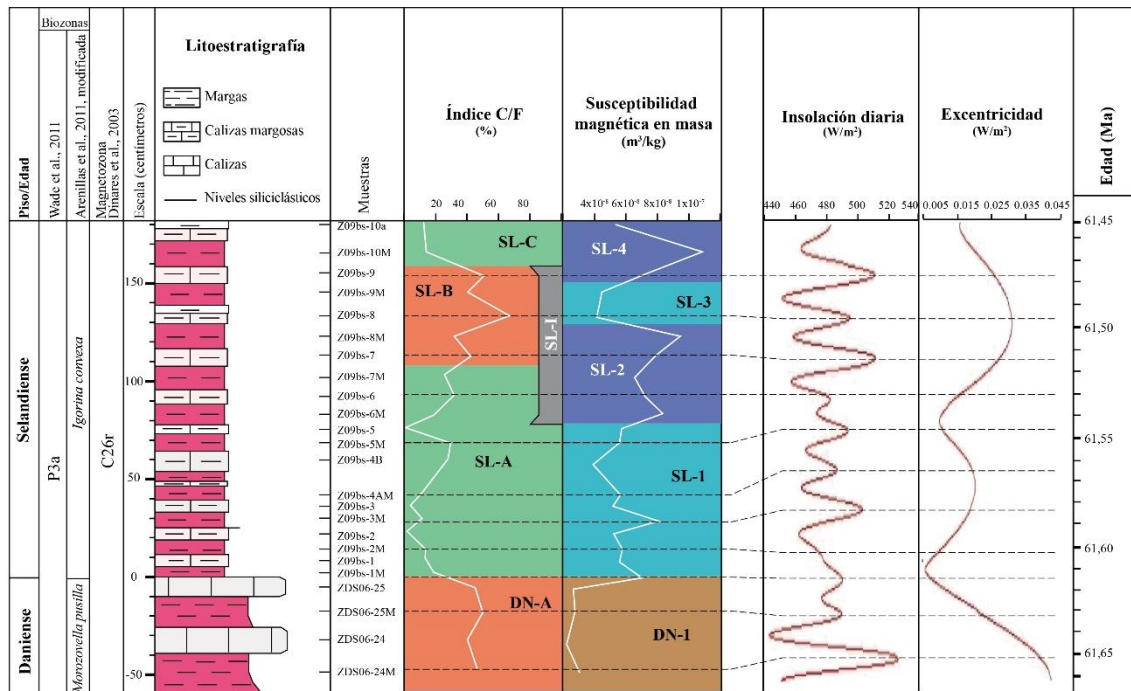 Biozonas
Piso/Edad
Wade et al., 2011
Arenillas et al., 2011, modificada
Magnetozona
Dinares et al., 2003
Escala (centímetros)
Litoestratigrafía
Margas
Calizas margosas
Calizas
Niveles siliciclásticos
Muestras
Índice C/F
(%)
20 40 60 80
Susceptibilidad
magnética en masa
(m³/kg)
4x10⁻⁸ 6x10⁻⁸ 8x10⁻⁸ 1x10⁻⁷
Insolación diaria
(W/m²)
440 460 500 520 540
Excentricidad
(W/m²)
0.005 0.015 0.025 0.035 0.045
Edad (Ma)
Selandiense
Daniense
P3a
Igorina convexa
Morozovella pusilla
C26r
150
100
50
0
-50
Z09bs-10a
Z09bs-10M
Z09bs-9
Z09bs-9M
Z09bs-8
Z09bs-8M
Z09bs-7
Z09bs-7M
Z09bs-6
Z09bs-6M
Z09bs-5
Z09bs-5M
Z09bs-4B
Z09bs-4AM
Z09bs-3
Z09bs-3M
Z09bs-2
Z09bs-2M
Z09bs-1
Z09bs-1M
ZDS06-25
ZDS06-25M
ZDS06-24
ZDS06-24M
SL-C
SL-B
SL-A
DN-A
SL-I
SL-4
SL-3
SL-2
SL-1
DN-1
61,45
61,50
61,55
61,60
61,65